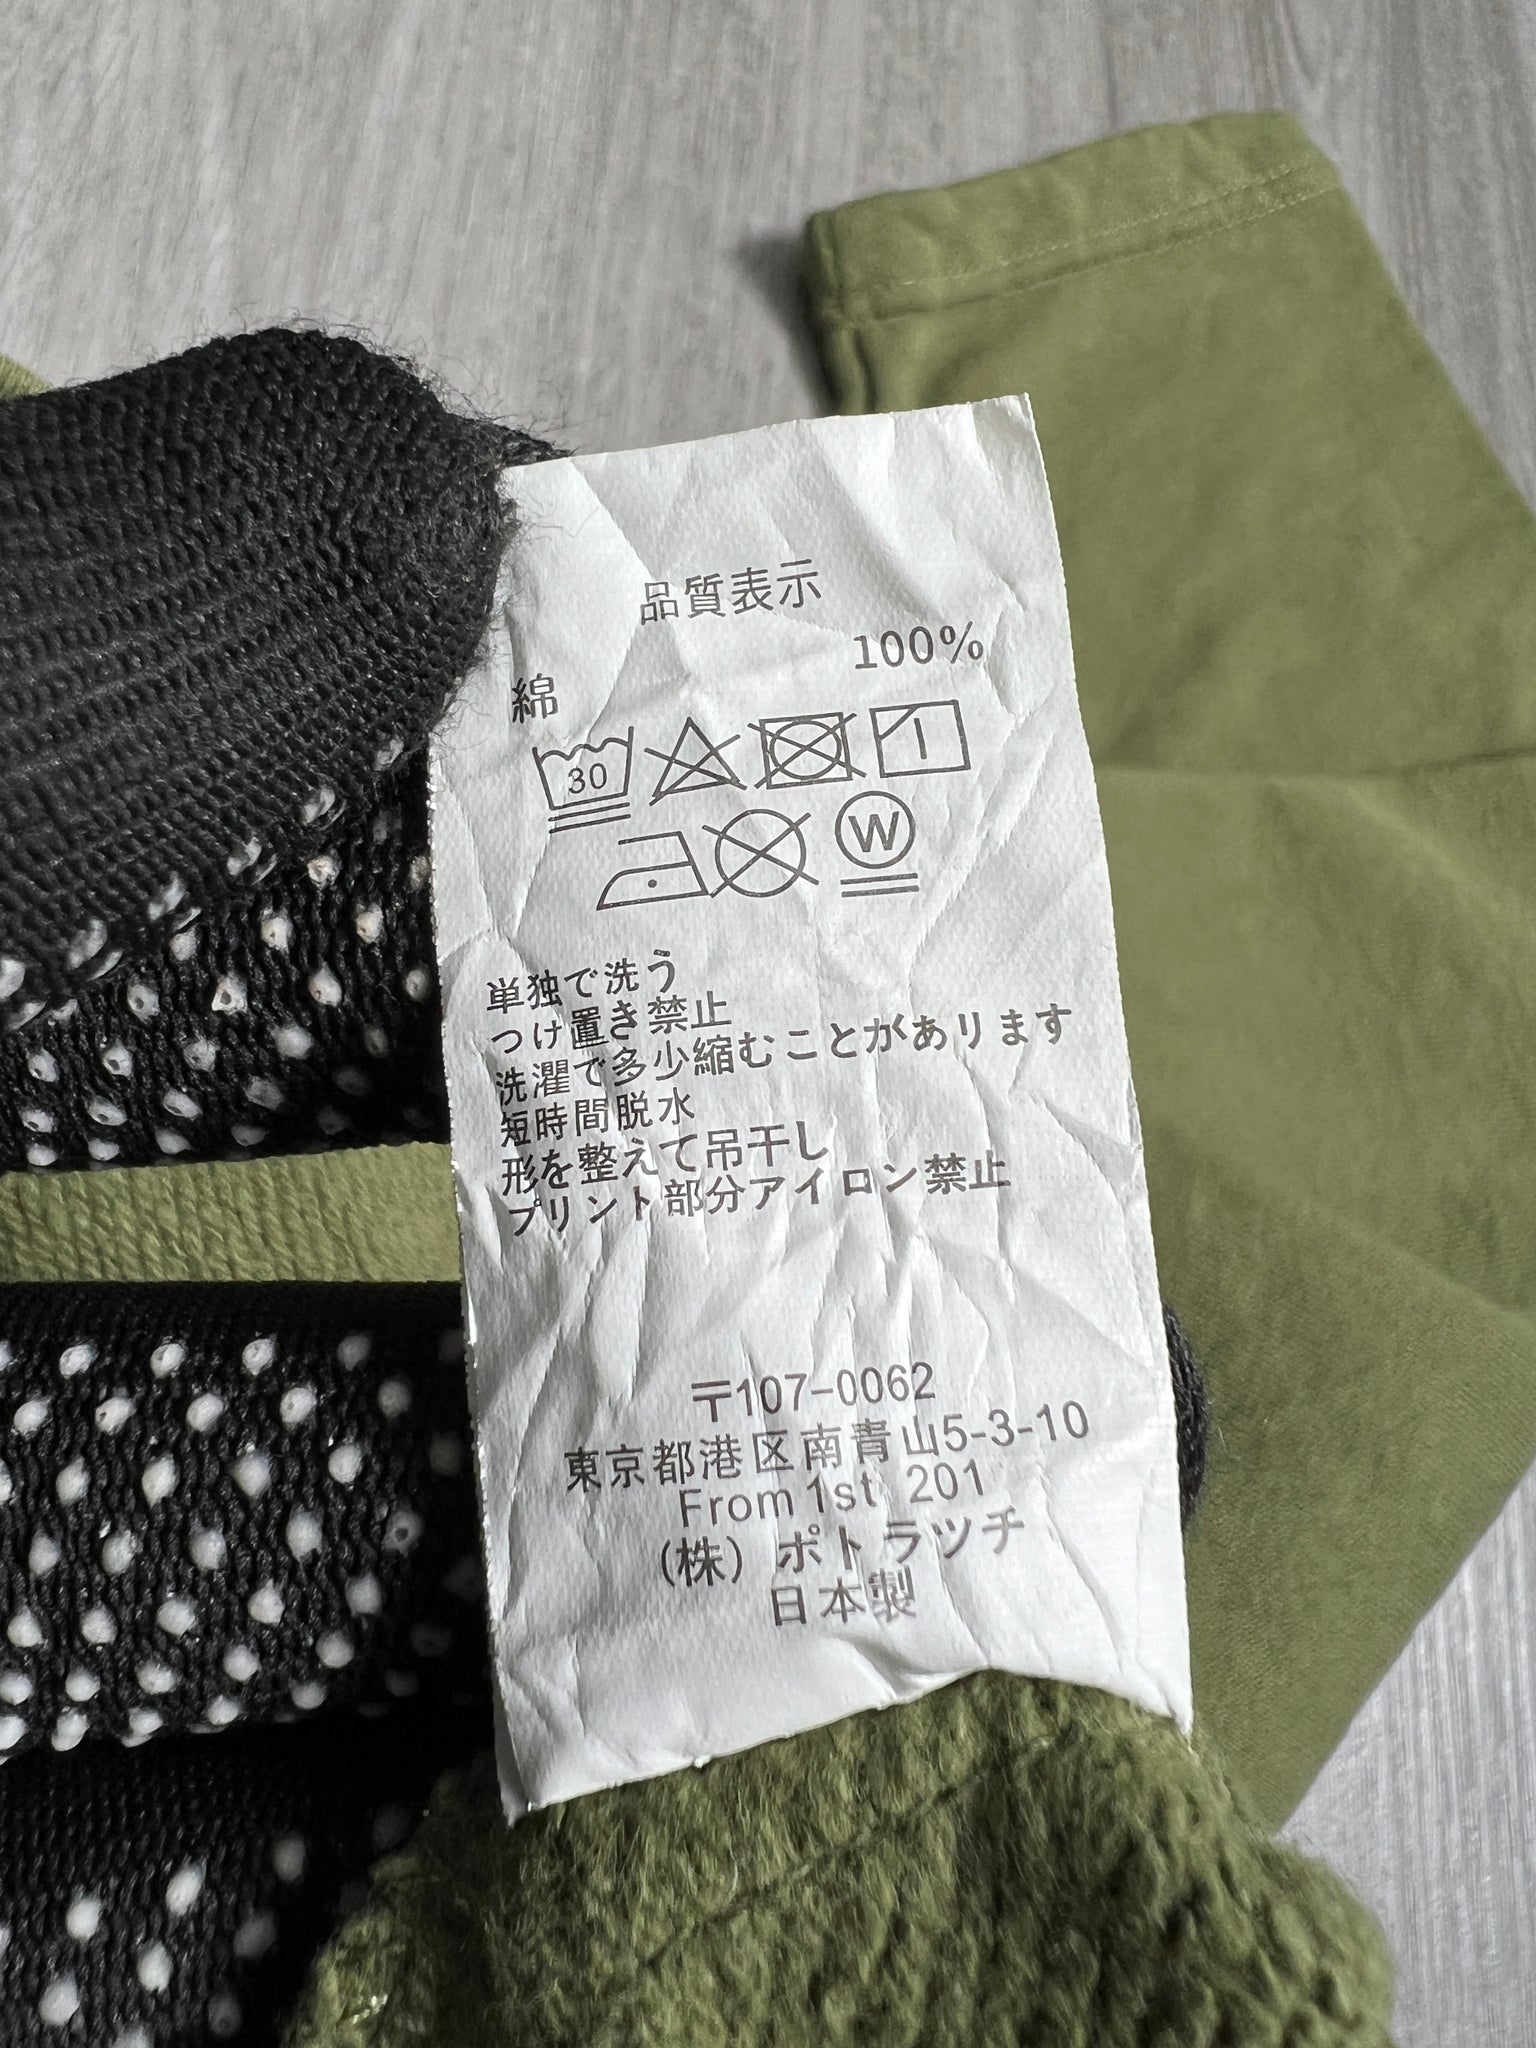 品質表示
綿 100%
30
W
単独で洗う
つけ置き禁止
洗濯で多少縮むことがあります
短時間脱水
形を整えて吊干し
プリント部分アイロン禁止
〒107-0062
東京都港区南青山5-3-10
From 1st 201
(株) ポトラツチ
日本製